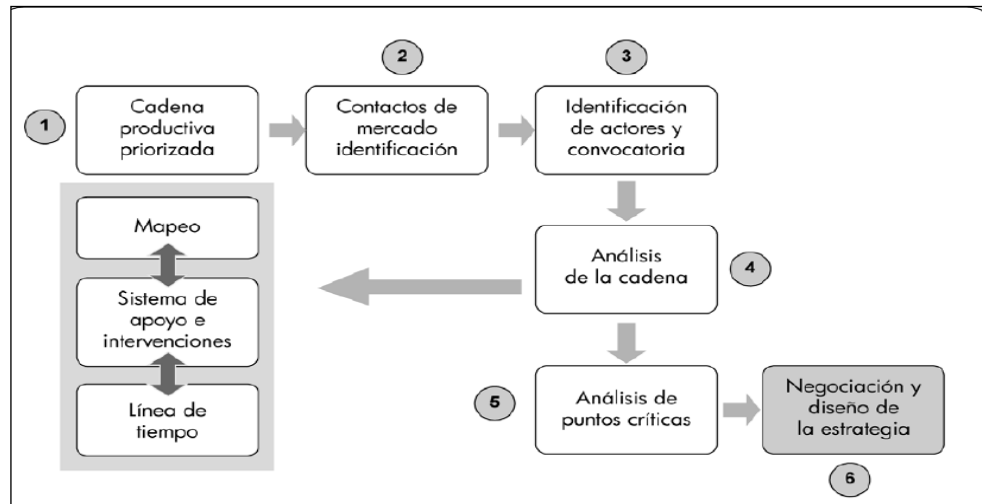 1
Cadena
productiva
priorizada
2
Contactos de
mercado
identificación
3
Identificación
de actores y
convocatoria
Mapeo
Sistema de
apoyo e
intervenciones
Línea de
tiempo
Análisis
de la cadena
4
5
Análisis de
puntos críticas
Negociación y
diseño de
la estrategia
6